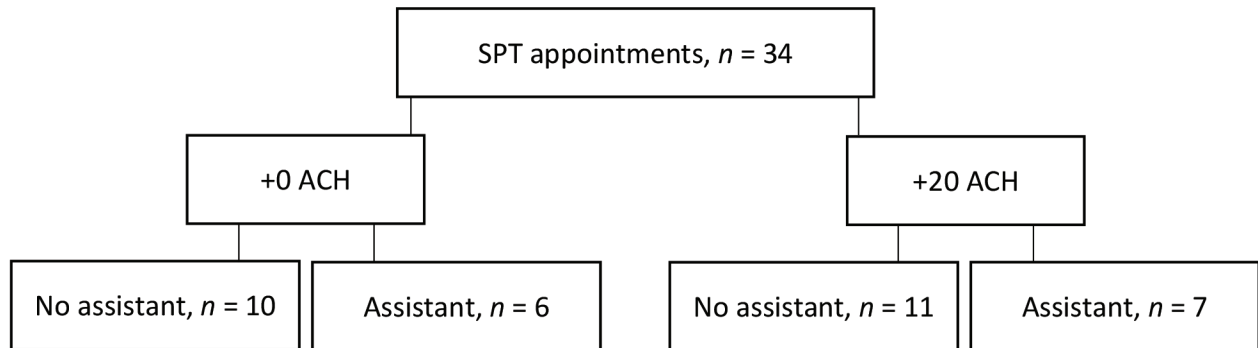 SPT appointments, n = 34
+0 ACH
+20 ACH
No assistant, n = 10
Assistant, n = 6
No assistant, n = 11
Assistant, n = 7